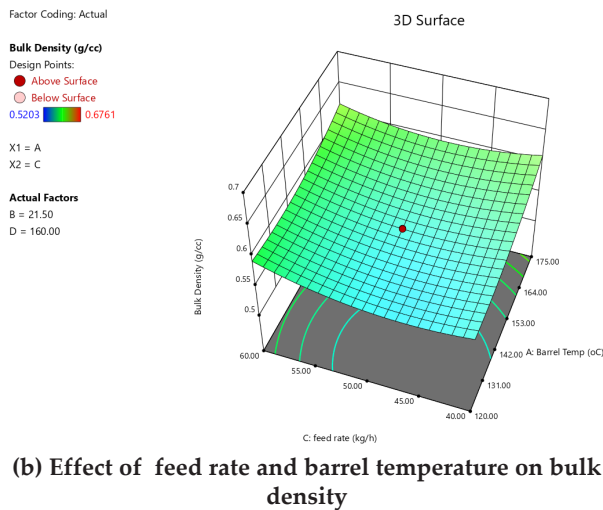 Factor Coding: Actual
3D Surface
Bulk Density (g/cc)
Design Points:
Above Surface
Below Surface
0.5203 0.6761
X1 = A
X2 = C
Actual Factors
B = 21.50
D = 160.00
0.7
0.65
0.6
0.55
0.5
Bulk Density (g/cc)
60.00
55.00
50.00
45.00
40.00
C: feed rate (kg/h)
120.00
131.00
142.00
153.00
164.00
175.00
A: Barrel Temp (oC)
(b) Effect of feed rate and barrel temperature on bulk
density